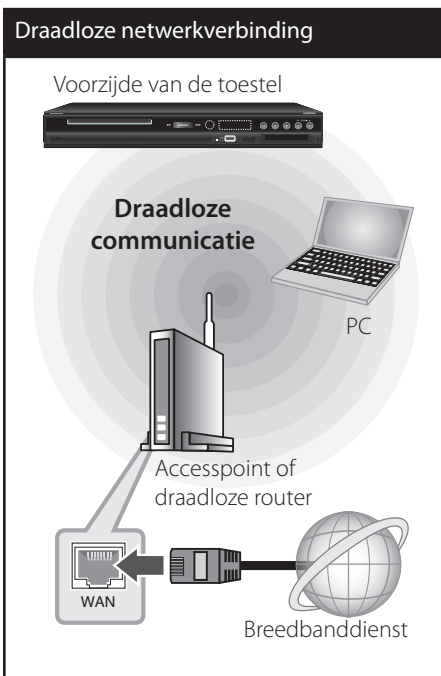 Draadloze netwerkverbinding
Voorzijde van de toestel
Draadloze
communicatie
PC
Accesspoint of
draadloze router
WAN
Breedbanddienst